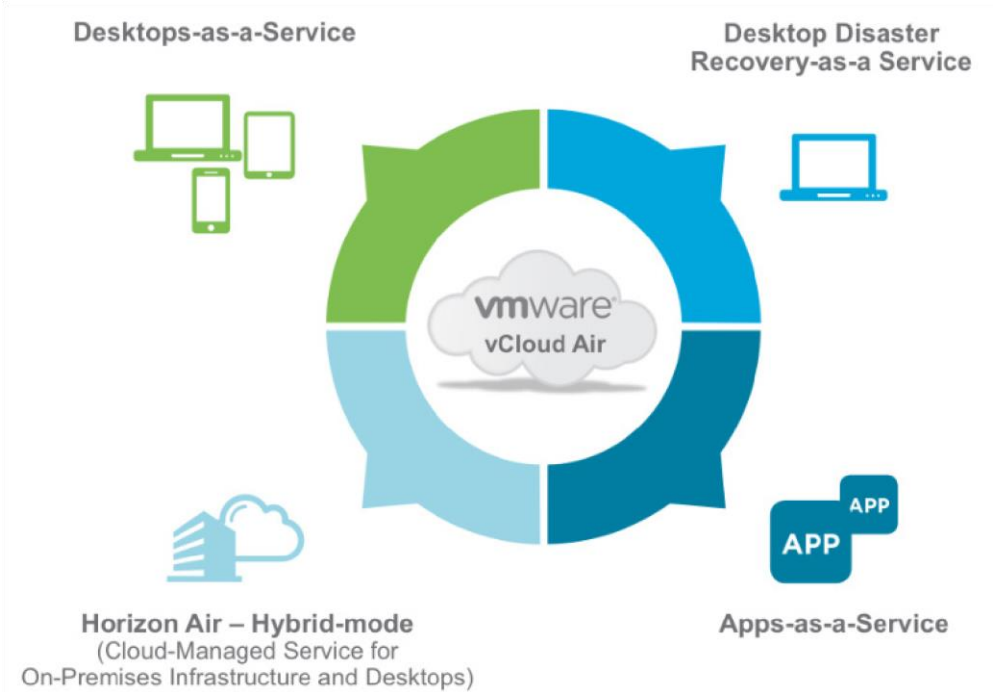 Desktops-as-a-Service
Desktop Disaster
Recovery-as-a Service
vmware®
vCloud Air
APP
APP
Horizon Air – Hybrid-mode
(Cloud-Managed Service for
On-Premises Infrastructure and Desktops)
Apps-as-a-Service